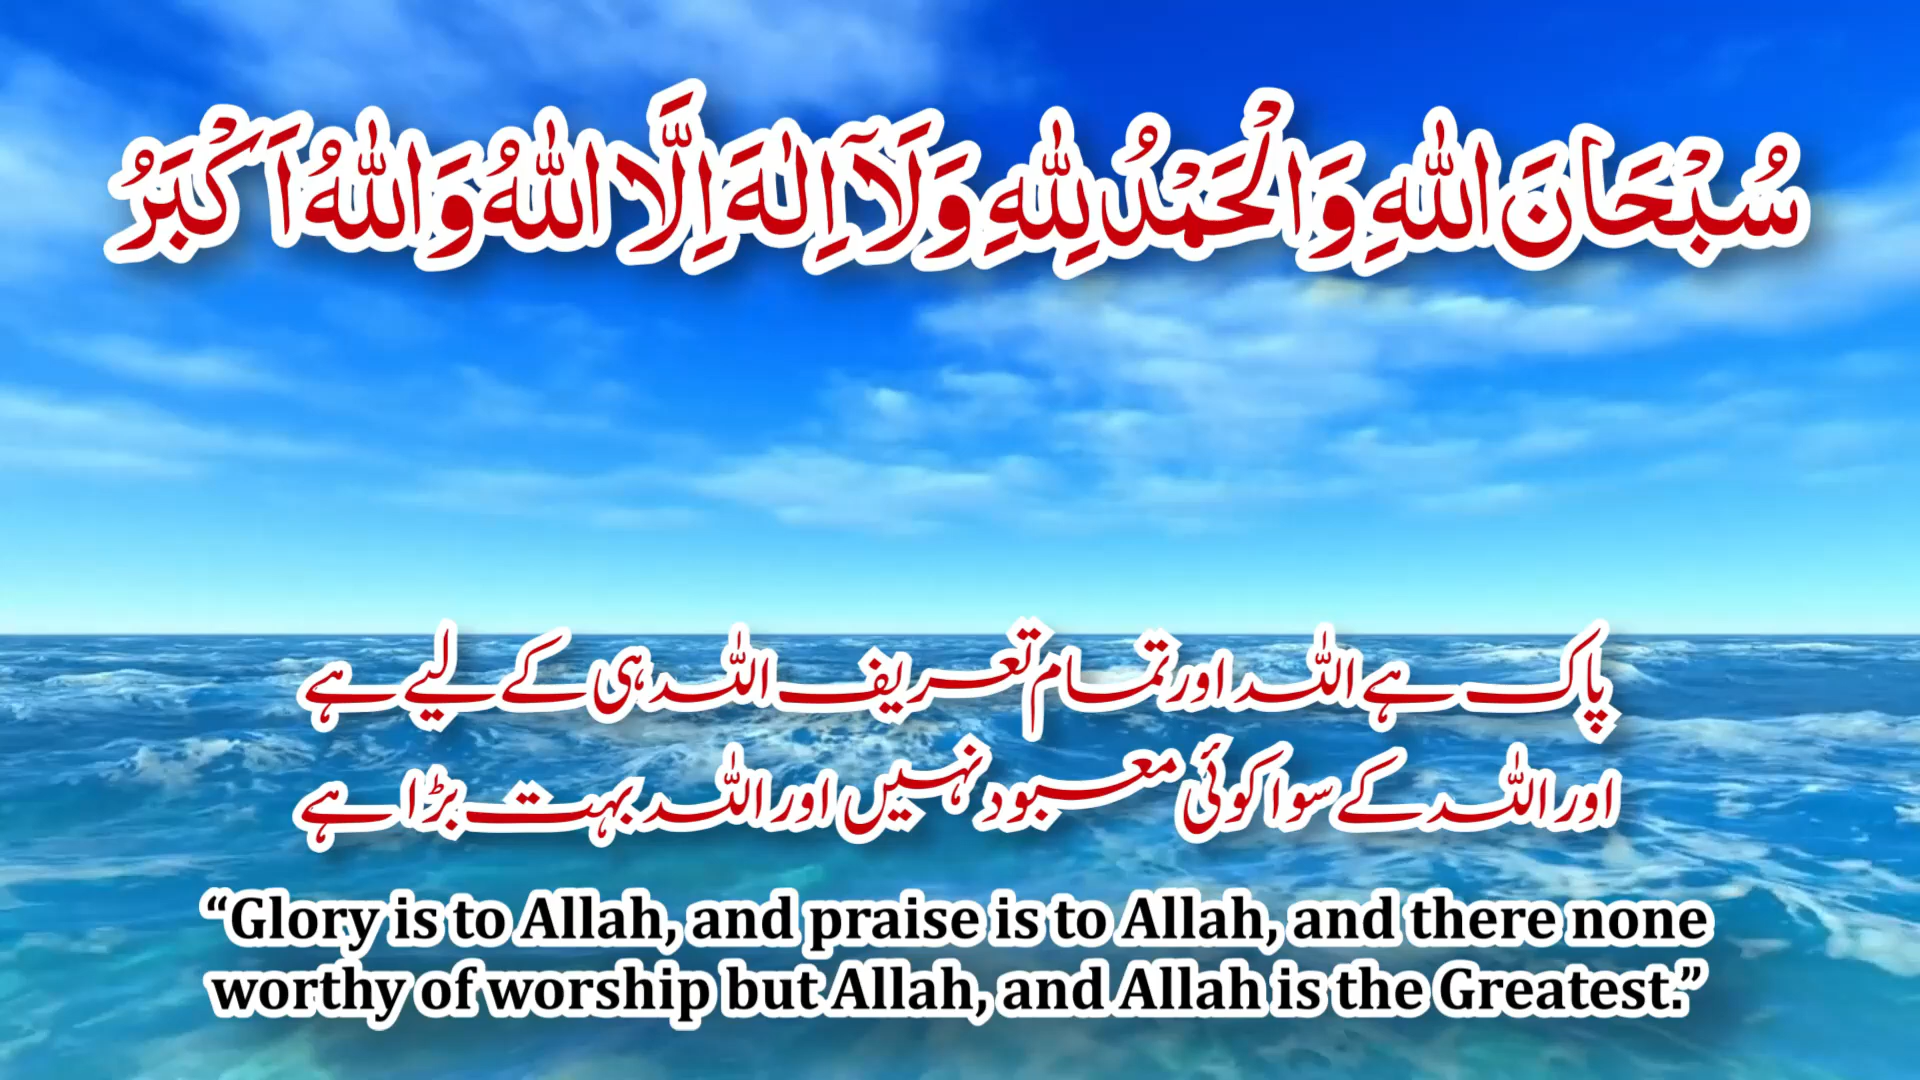 سُبْحَانَ اللهِ وَالْحَمْدُ لِلهِ وَلَآ اِلٰهَ اِلَّا اللهُ وَاللهُ اَكْبَرُ
پاک ہے اللہ اور تمام تعریف اللہ ہی کے لیے ہے
اور اللہ کے سوا کوئی معبود نہیں اور اللہ بہت بڑا ہے
“Glory is to Allah, and praise is to Allah, and there none
worthy of worship but Allah, and Allah is the Greatest.”